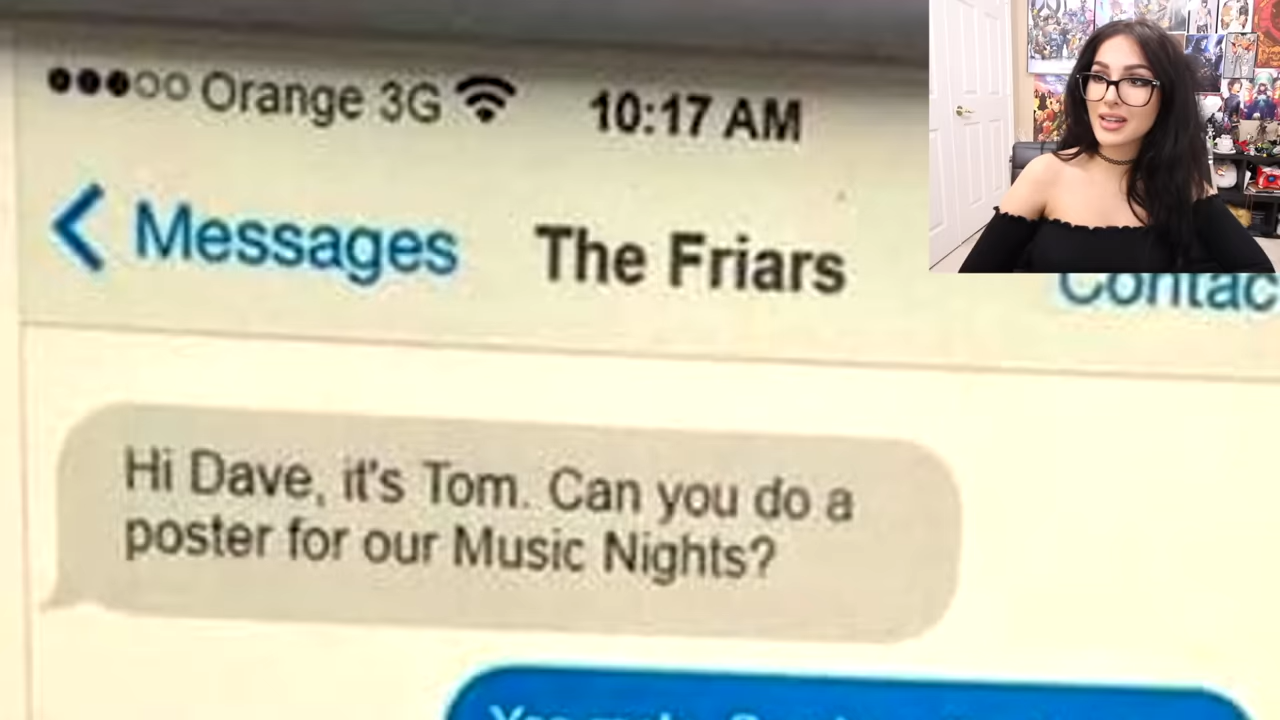 Orange 3G 10:17 AM
Messages The Friars Contac
Hi Dave, it's Tom. Can you do a
poster for our Music Nights?